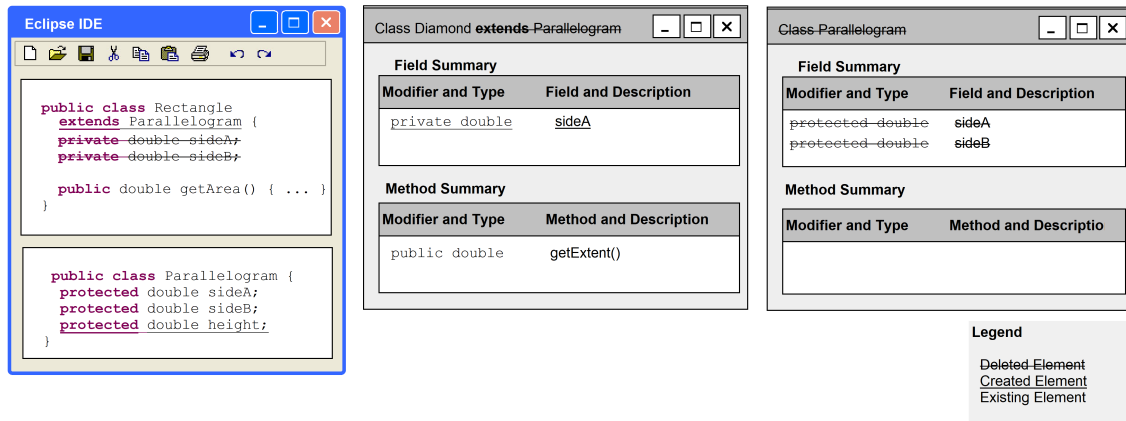 Eclipse IDE
public class Rectangle
extends Parallelogram {
private double sideA;
private double sideB;
public double getArea() { ... }
}
public class Parallelogram {
protected double sideA;
protected double sideB;
protected double height;
}
Class Diamond extends Parallelogram
Field Summary
Modifier and Type Field and Description
private double sideA
Method Summary
Modifier and Type Method and Description
public double getExtent()
Class Parallelogram
Field Summary
Modifier and Type Field and Description
protected double sideA
protected double sideB
Method Summary
Modifier and Type Method and Descriptio
Legend
Deleted Element
Created Element
Existing Element